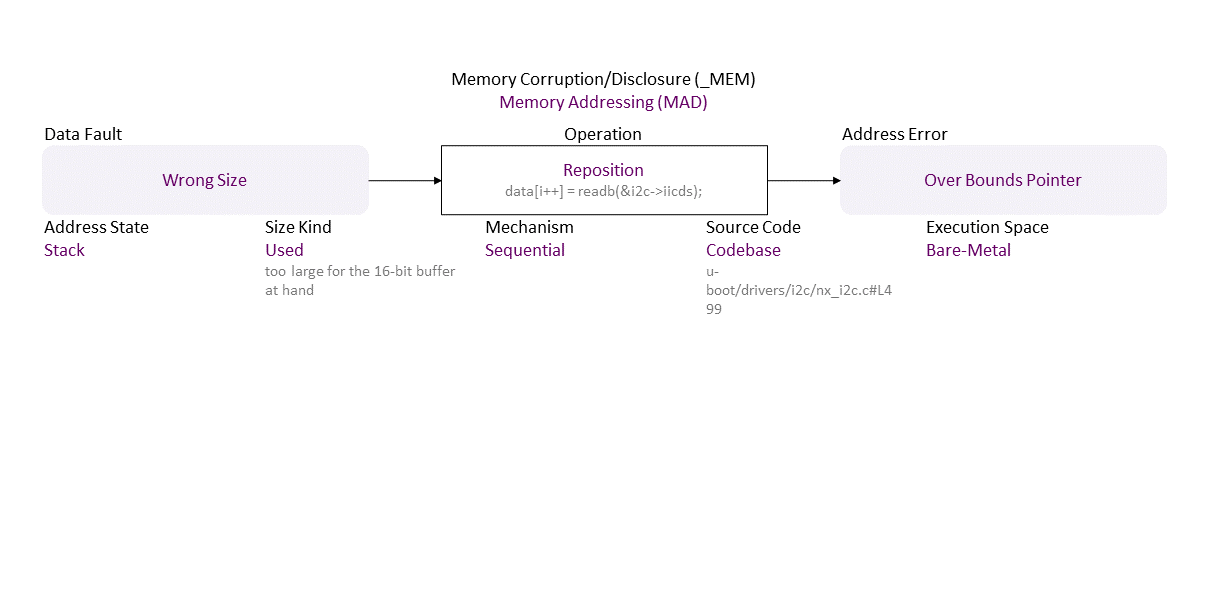 Memory Corruption/Disclosure (_MEM)
Memory Addressing (MAD)
Data Fault
Operation
Address Error
Wrong Size
Reposition
data[i++] = readb(&i2c->iicds);
Over Bounds Pointer
Address State
Size Kind
Mechanism
Source Code
Execution Space
Stack
Used
Sequential
Codebase
Bare-Metal
too large for the 16-bit buffer
at hand
u-
boot/drivers/i2c/nx_i2c.c#L4
99